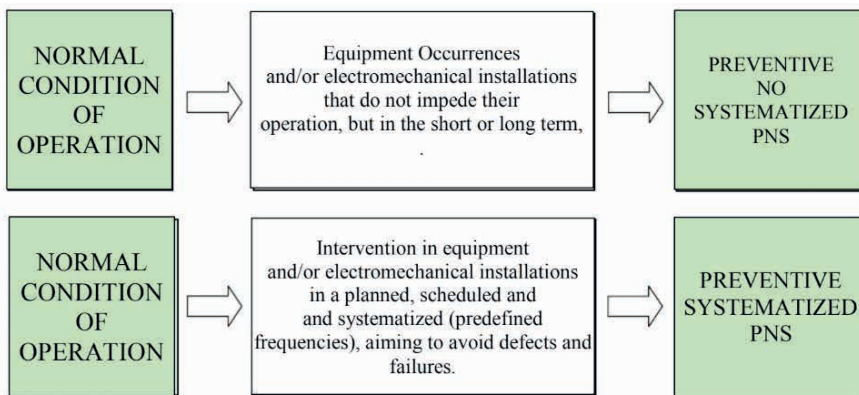 NORMAL
CONDITION
OF
OPERATION
Equipment Occurrences
and/or electromechanical installations
that do not impede their
operation, but in the short or long term,
.
PREVENTIVE
NO
SYSTEMATIZED
PNS
NORMAL
CONDITION
OF
OPERATION
Intervention in equipment
and/or electromechanical installations
in a planned, scheduled and
and systematized (predefined
frequencies), aiming to avoid defects and
failures.
PREVENTIVE
SYSTEMATIZED
PNS